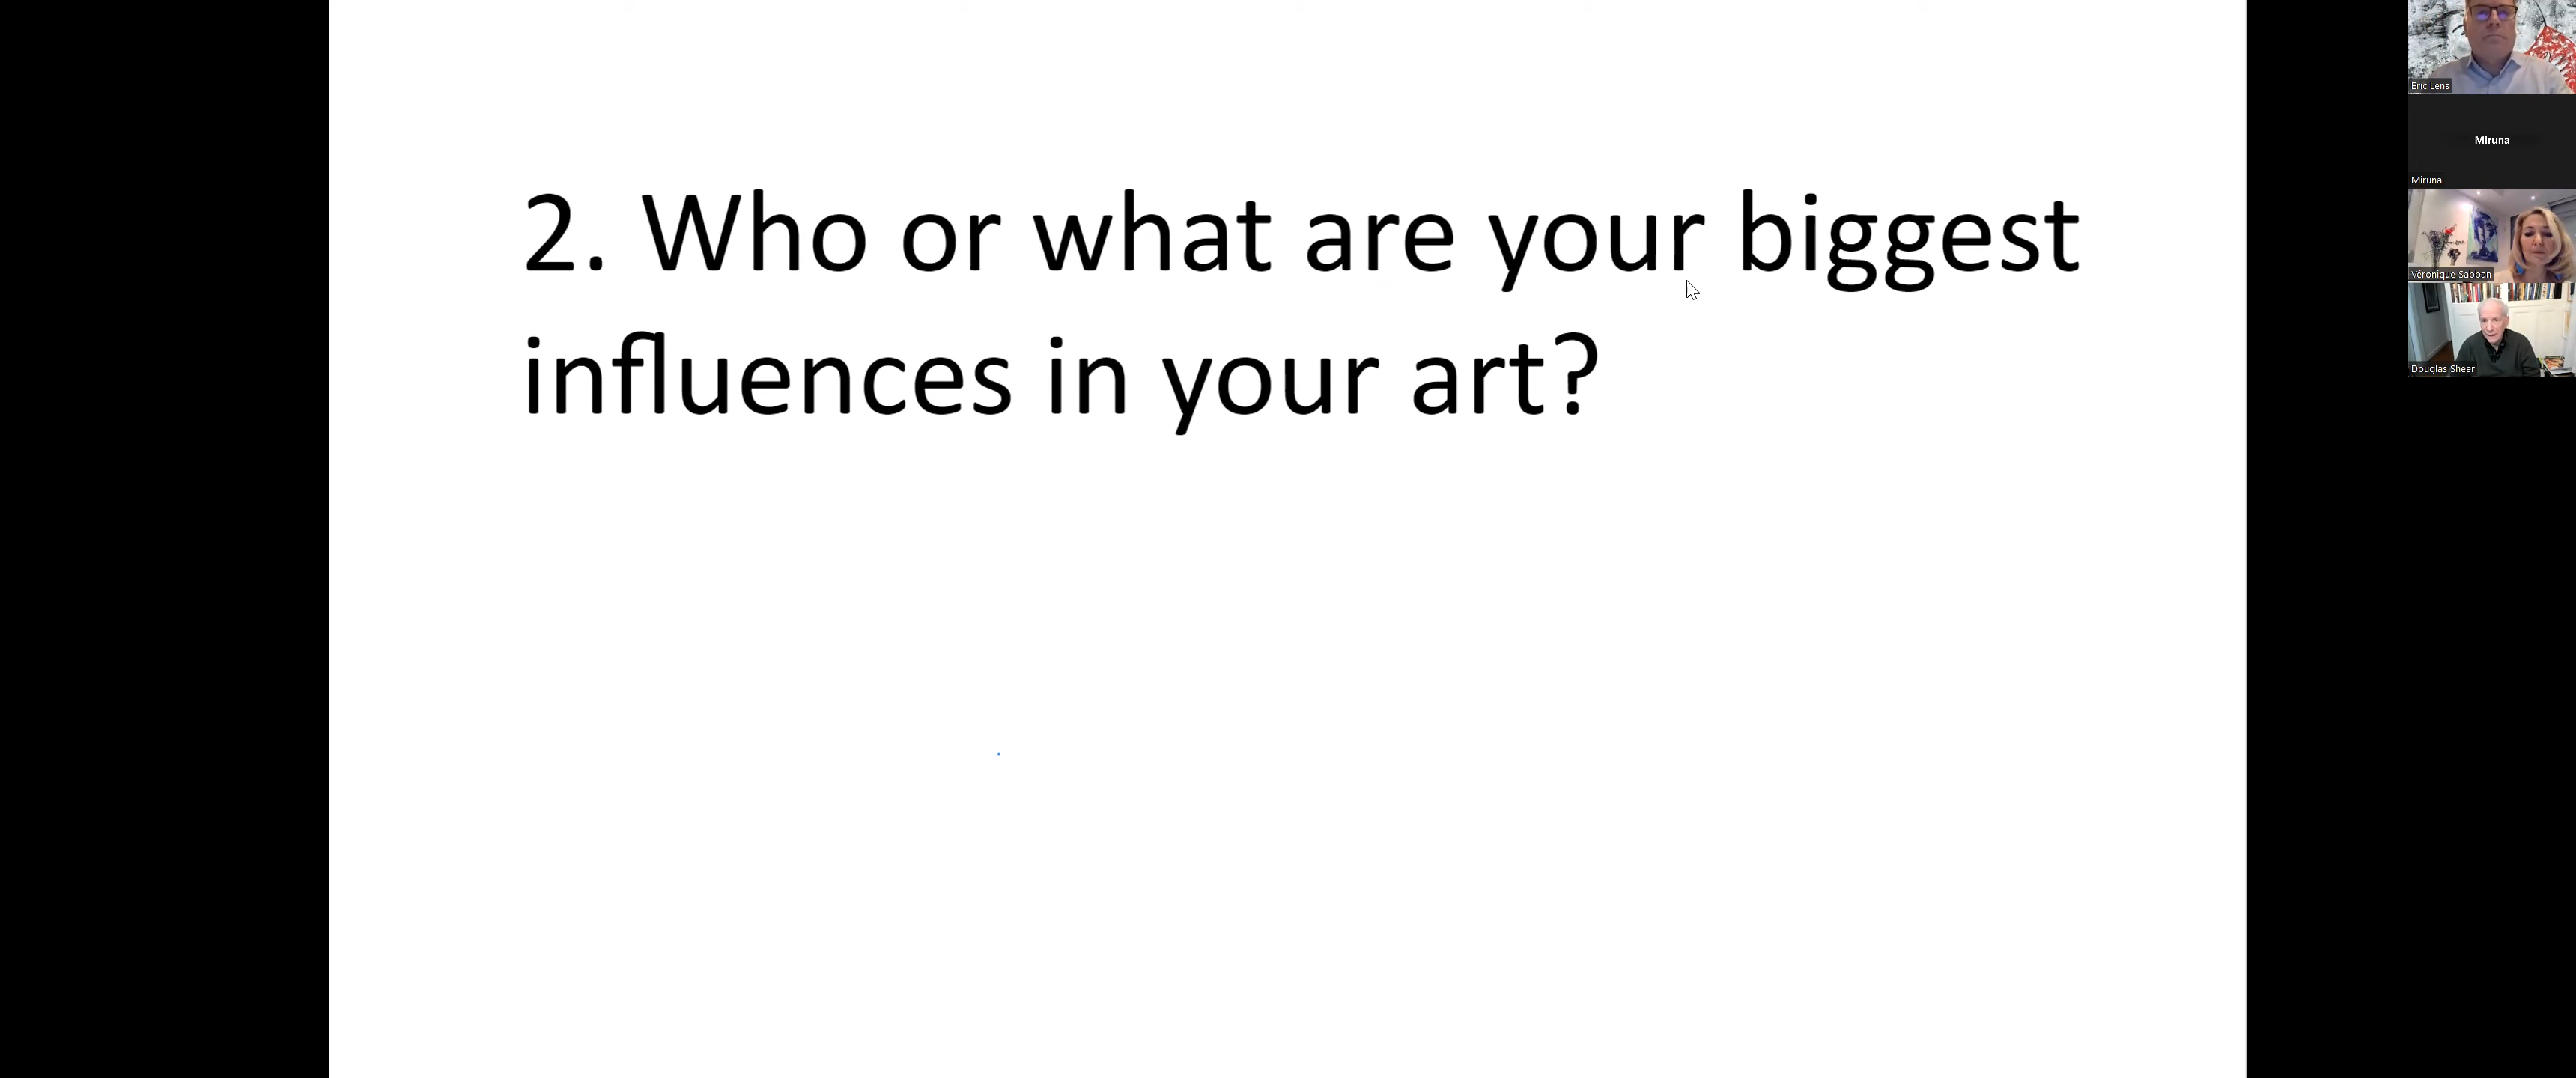 2. Who or what are your biggest
influences in your art?
Eric Lens
Miruna
Miruna
Véronique Sabban
Douglas Sheer